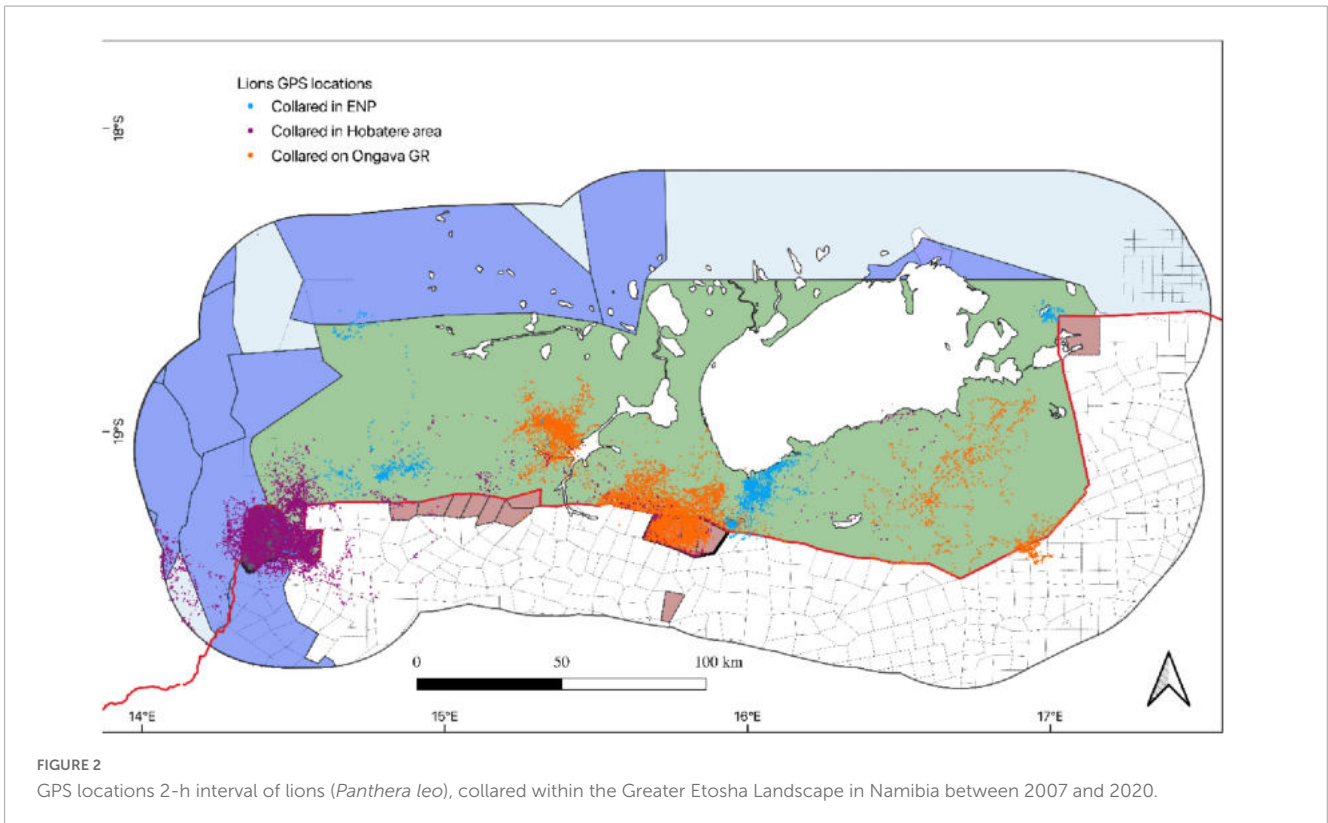 Lions GPS locations
Collared in ENP
Collared in Hobatere area
Collared on Ongava GR
18°S
19°S
0 50 100 km
14°E 15°E 16°E 17°E
FIGURE 2
GPS locations 2-h interval of lions (Panthera leo), collared within the Greater Etosha Landscape in Namibia between 2007 and 2020.